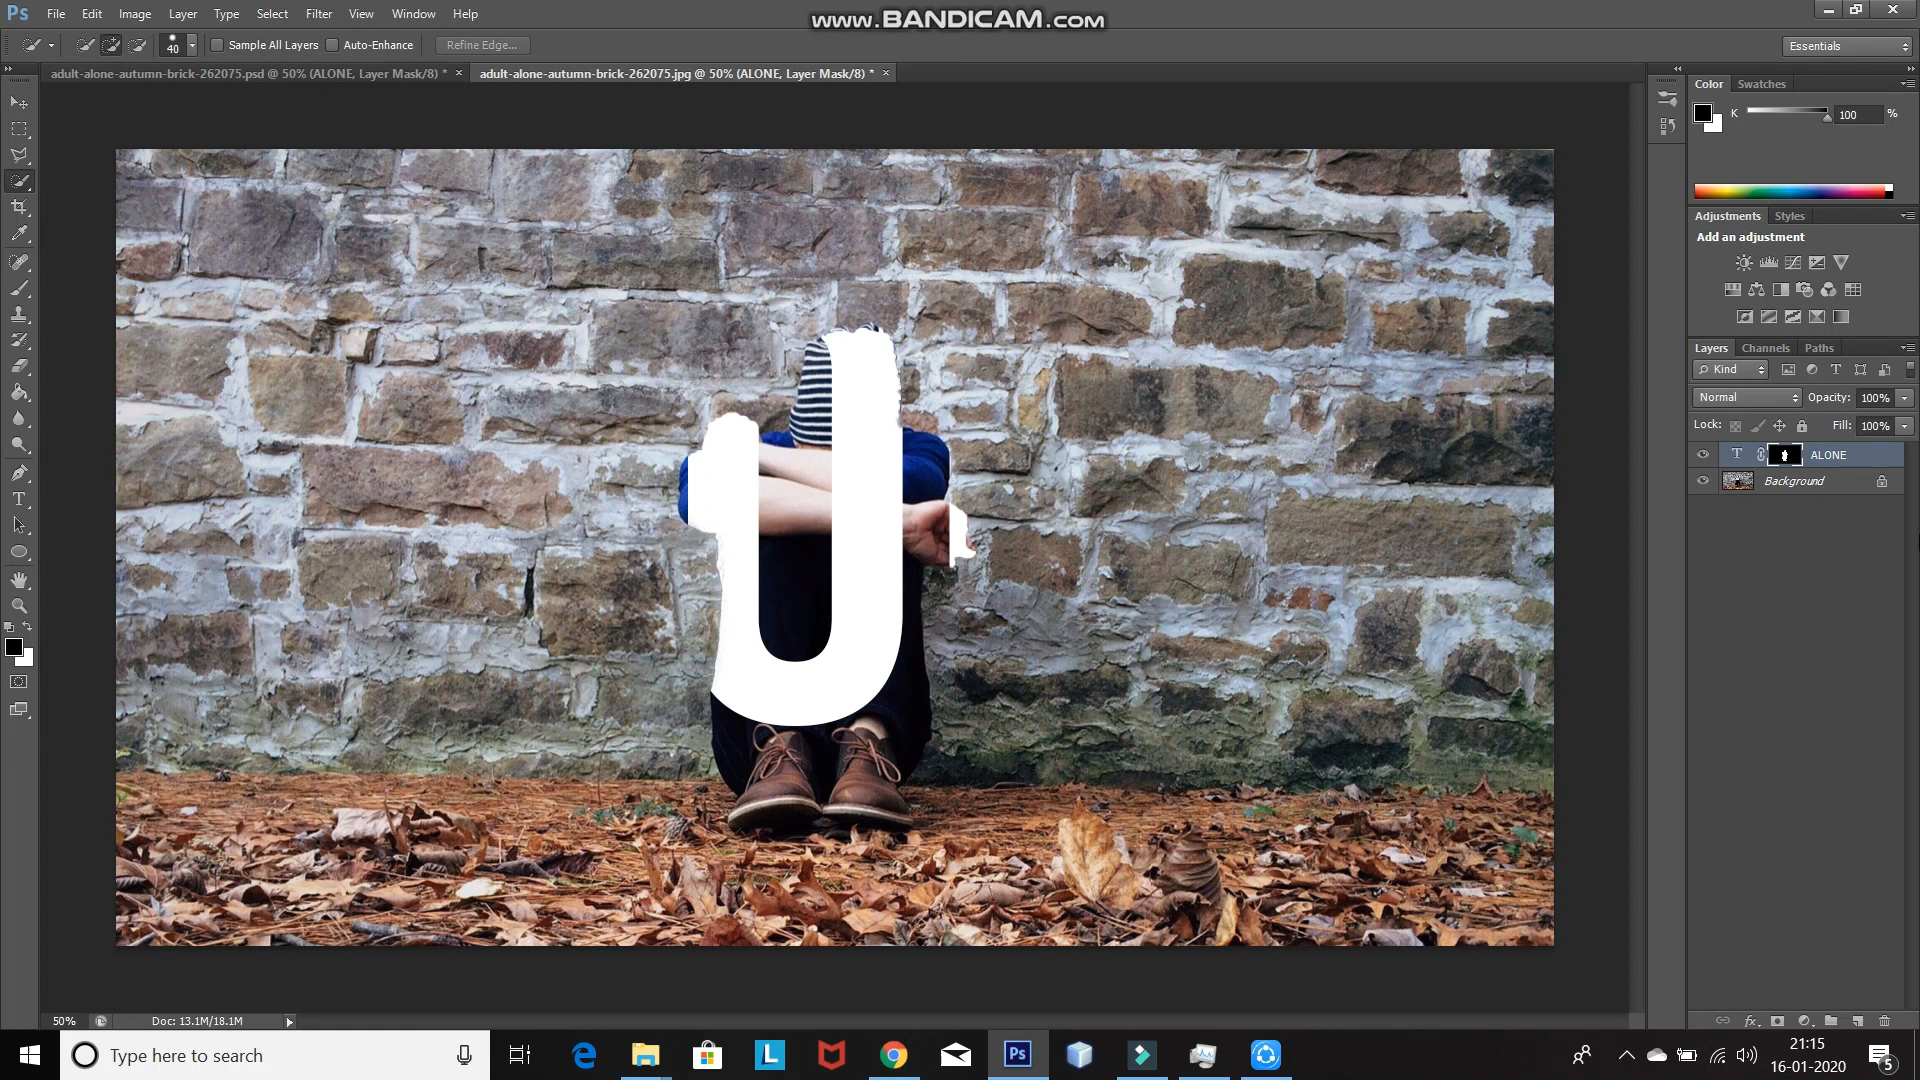 Ps File Edit Image Layer Type Select Filter View Window Help
www.BANDICAM.com
40 Sample All Layers Auto-Enhance Refine Edge... Essentials
adult-alone-autumn-brick-262075.psd @ 50% (ALONE, Layer Mask/8) * × adult-alone-autumn-brick-262075.jpg @ 50% (ALONE, Layer Mask/8) * ×
Color Swatches
K 100 %
Adjustments Styles
Add an adjustment
Layers Channels Paths
Kind
Normal Opacity: 100%
Lock: Fill: 100%
T ALONE
Background
50% Doc: 13.1M/18.1M
Type here to search
L
Ps
21:15
16-01-2020
5